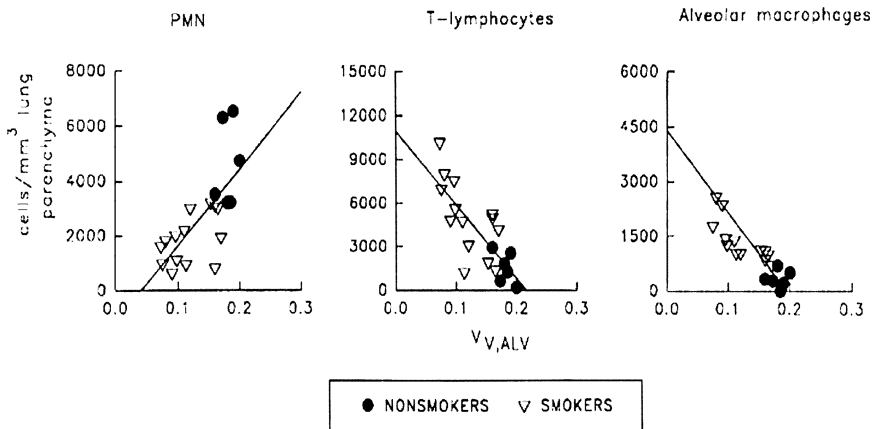 PMN
T-lymphocytes
Alveolar macrophages
cells/mm³ lung
parenchyma
8000
6000
4000
2000
0
0.0 0.1 0.2 0.3
15000
12000
9000
6000
3000
0
0.0 0.1 0.2 0.3
6000
4500
3000
1500
0
0.0 0.1 0.2 0.3
V V,ALV
● NONSMOKERS ▽ SMOKERS